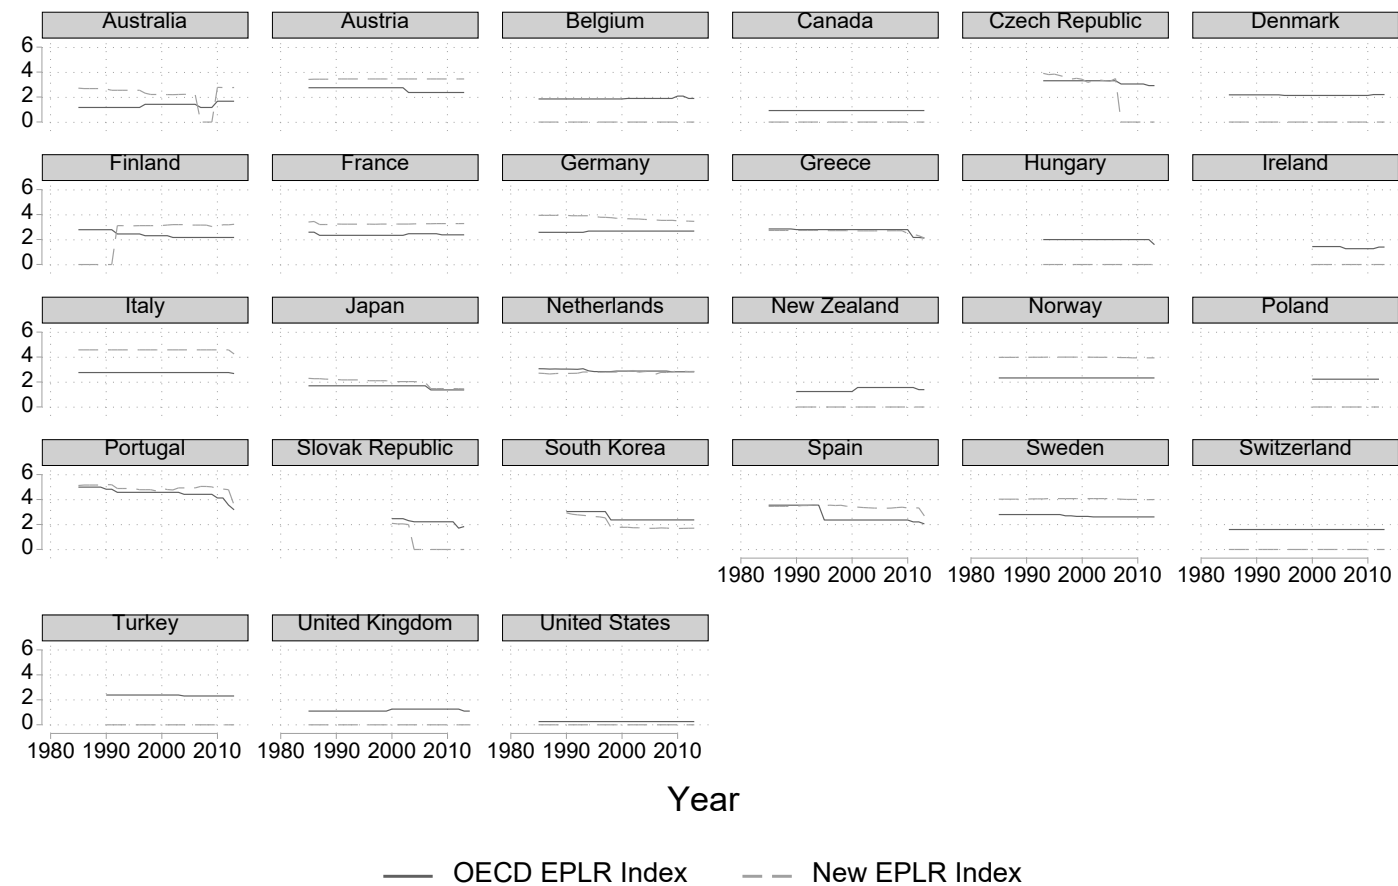 Australia Austria Belgium Canada Czech Republic Denmark
6
4
2
0
Finland France Germany Greece Hungary Ireland
6
4
2
0
Italy Japan Netherlands New Zealand Norway Poland
6
4
2
0
Portugal Slovak Republic South Korea Spain Sweden Switzerland
6
4
2
0
1980 1990 2000 2010 1980 1990 2000 2010 1980 1990 2000 2010
Turkey United Kingdom United States
6
4
2
0
1980 1990 2000 2010 1980 1990 2000 2010 1980 1990 2000 2010
Year
OECD EPLR Index New EPLR Index